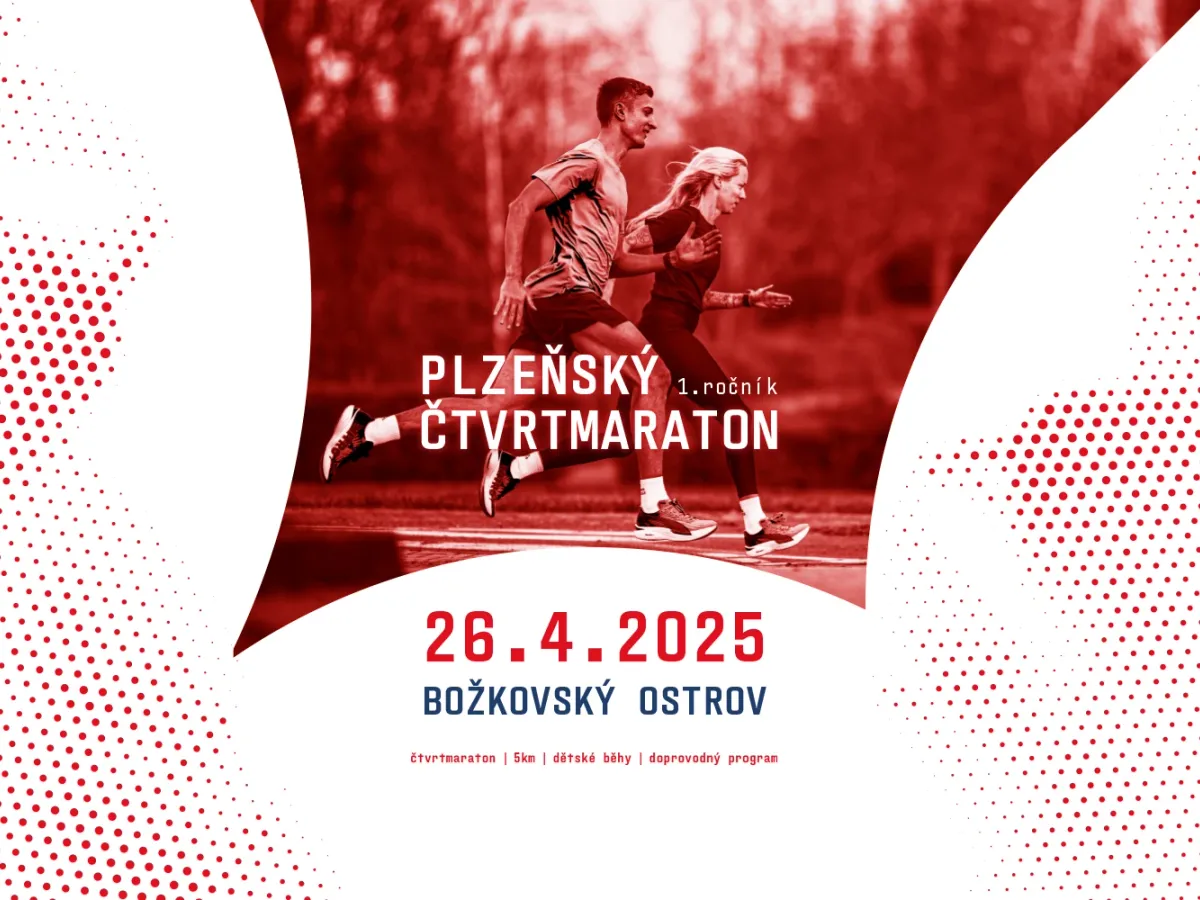 PLZEŇSKÝ 1.ročník
ČTVRTMARATON
26.4.2025
BOŽKOVSKÝ OSTROV
čtvrtmaraton | 5km | dětské běhy | doprovodný program